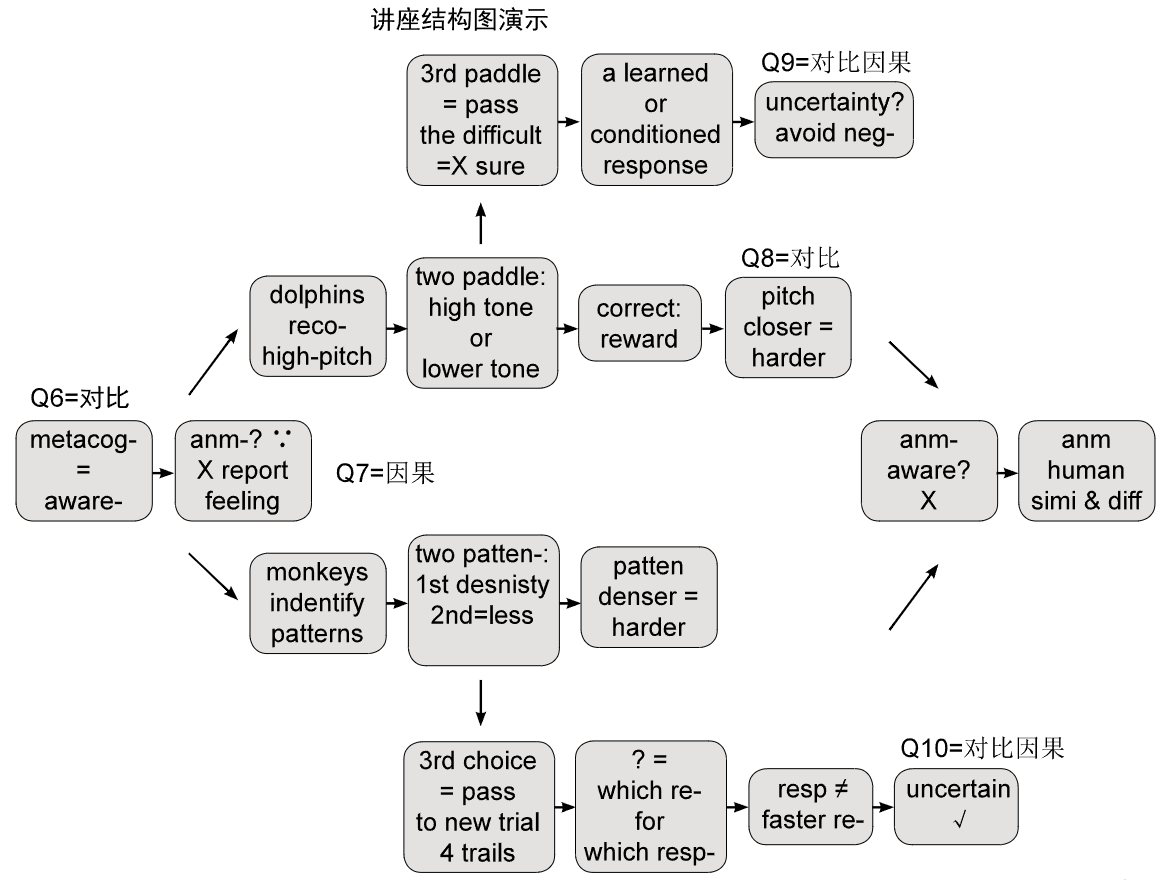 讲座结构图演示
3rd paddle
= pass
the difficult
=X sure
a learned
or
conditioned
response
Q9=对比因果
uncertainty?
avoid neg-
dolphins
reco-
high-pitch
two paddle:
high tone
or
lower tone
correct:
reward
Q8=对比
pitch
closer =
harder
Q6=对比
metacog-
=
aware-
anm-? ∵
X report
feeling
Q7=因果
anm-
aware?
X
anm
human
simi & diff
monkeys
indentify
patterns
two patten-:
1st desnisty
2nd=less
patten
denser =
harder
3rd choice
= pass
to new trial
4 trails
? =
which re-
for
which resp-
resp ≠
faster re-
Q10=对比因果
uncertain
√